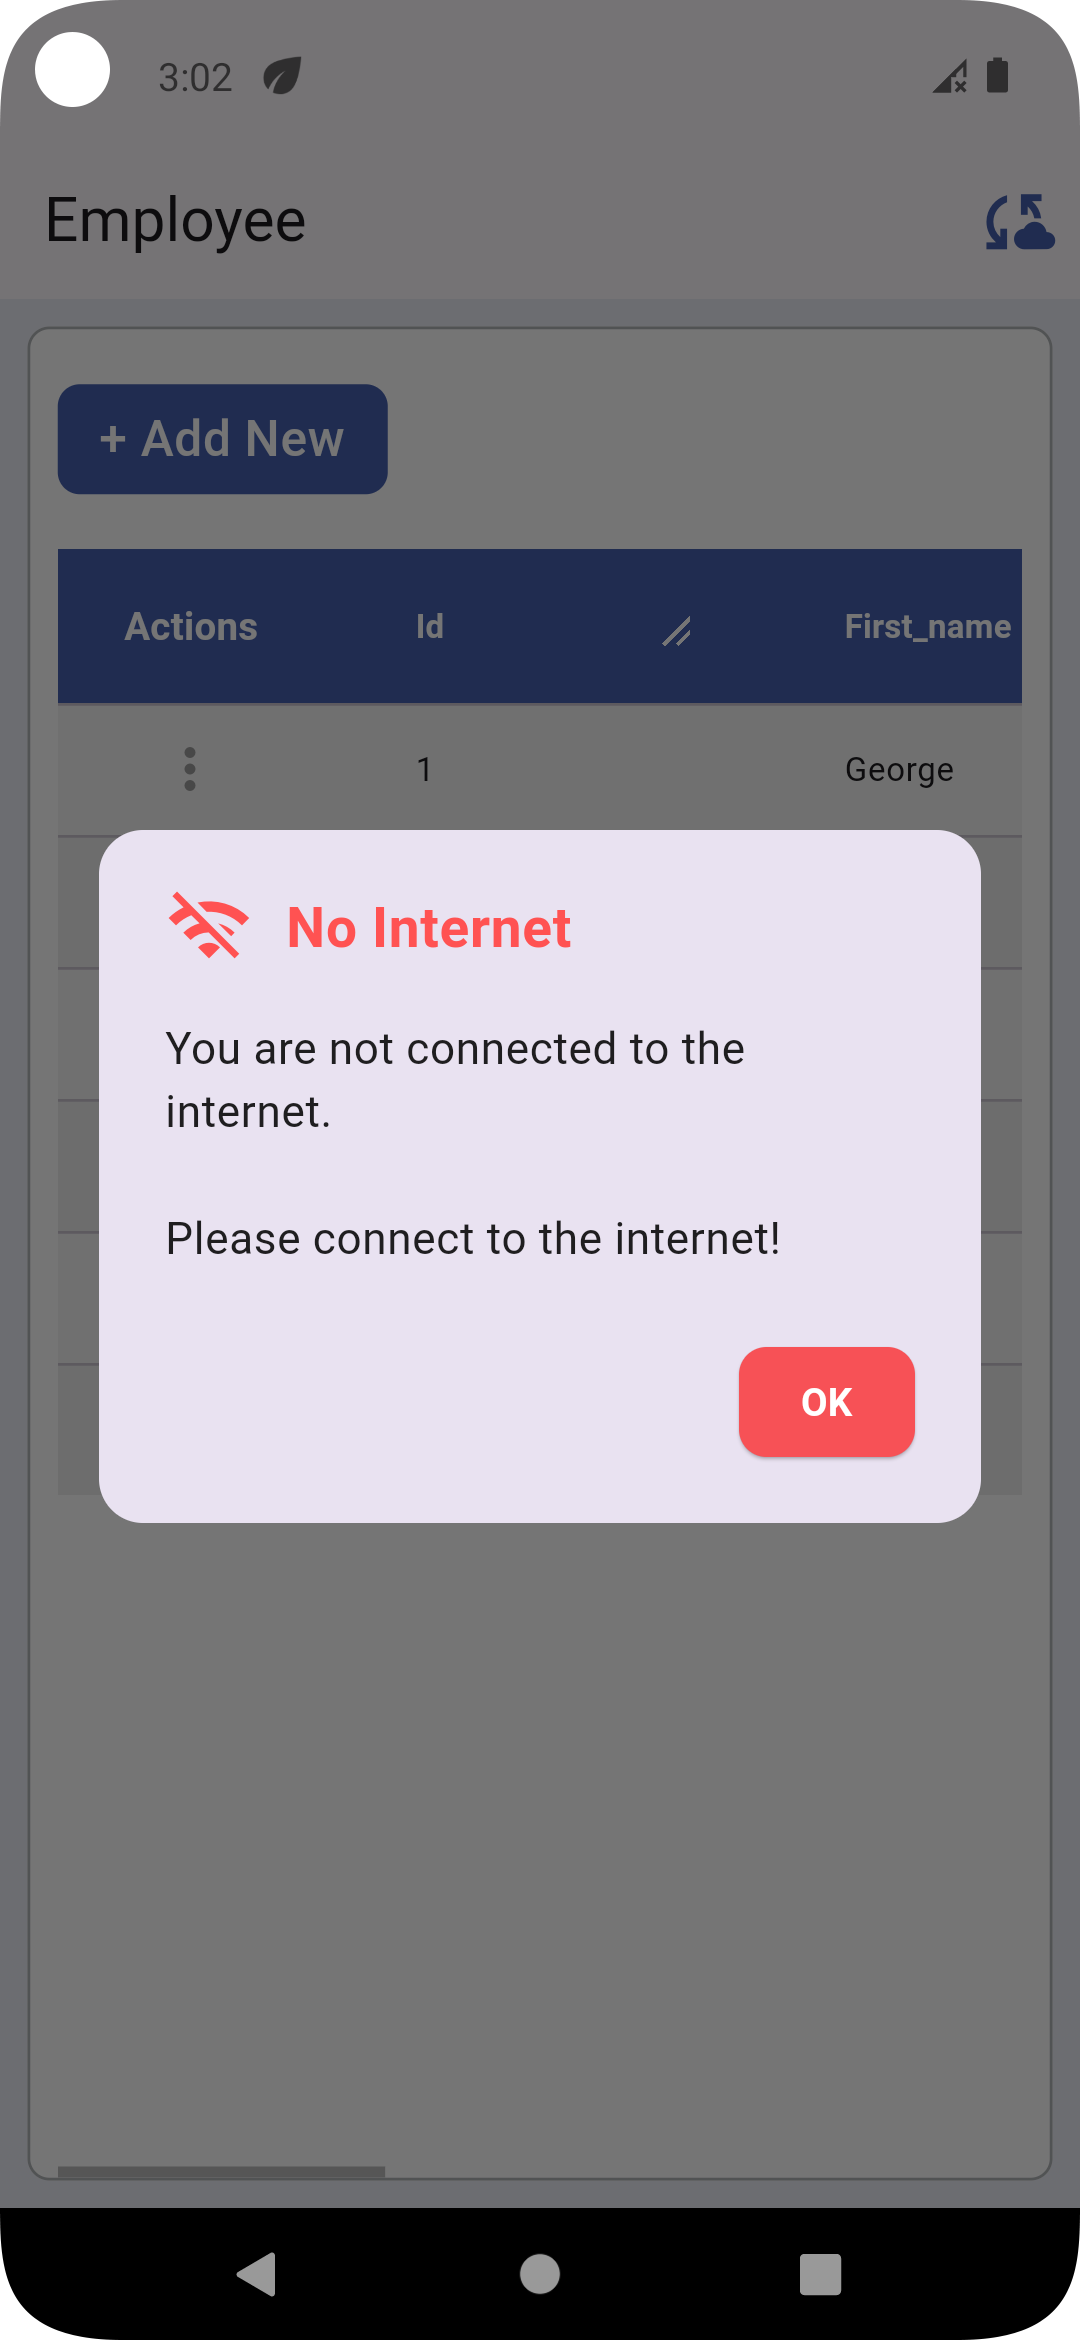 3:02
Employee
+ Add New
Actions Id First_name
1 George
No Internet
You are not connected to the
internet.
Please connect to the internet!
OK